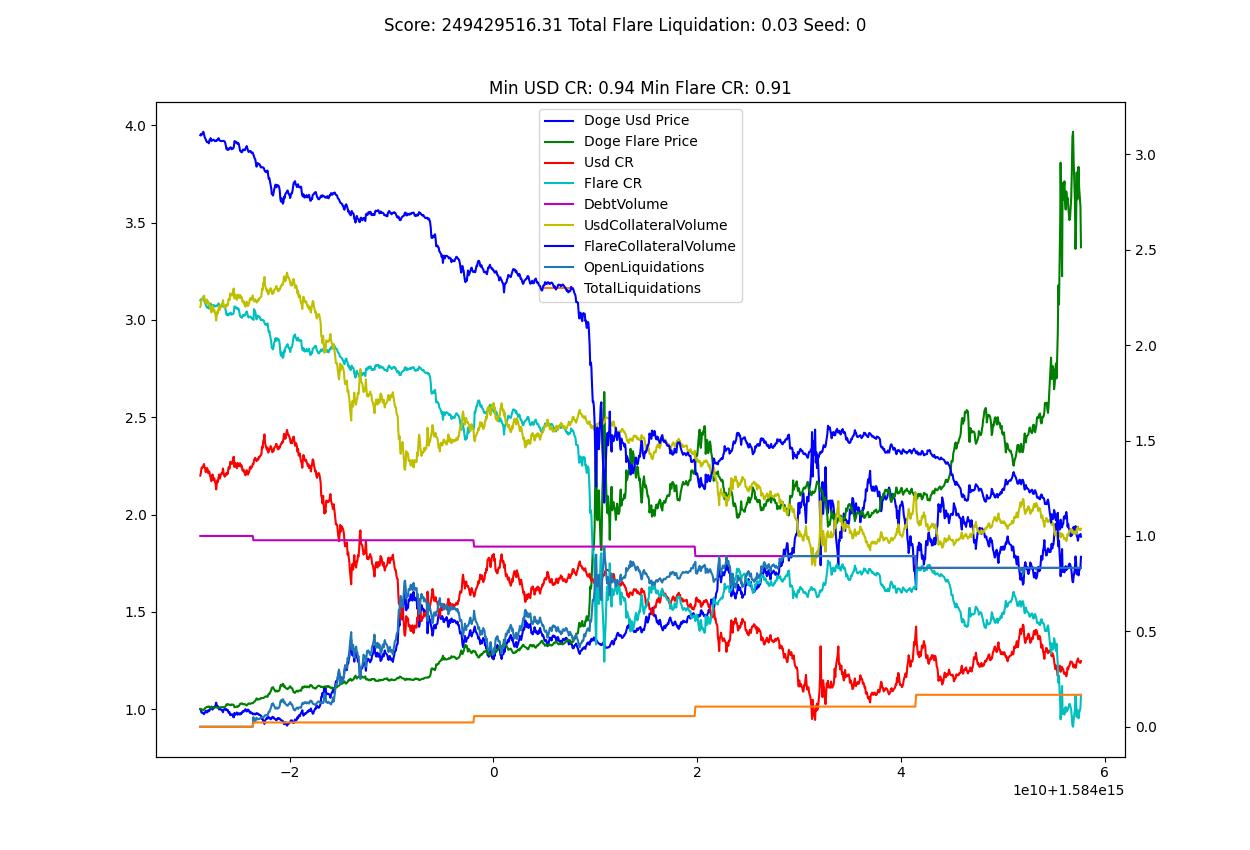 Score: 249429516.31 Total Flare Liquidation: 0.03 Seed: 0
Min USD CR: 0.94 Min Flare CR: 0.91
Doge Usd Price
Doge Flare Price
Usd CR
Flare CR
DebtVolume
UsdCollateralVolume
FlareCollateralVolume
OpenLiquidations
TotalLiquidations
4.0
3.5
3.0
2.5
2.0
1.5
1.0
3.0
2.5
2.0
1.5
1.0
0.5
0.0
−2
0
2
4
6
1e10+1.584e15